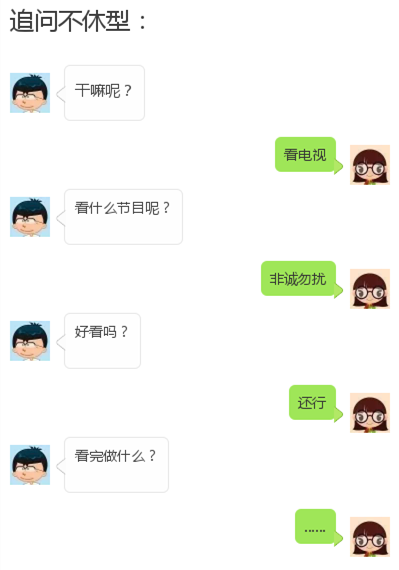 追问不休型：
干嘛呢？
看电视
看什么节目呢？
非诚勿扰
好看吗？
还行
看完做什么？
……